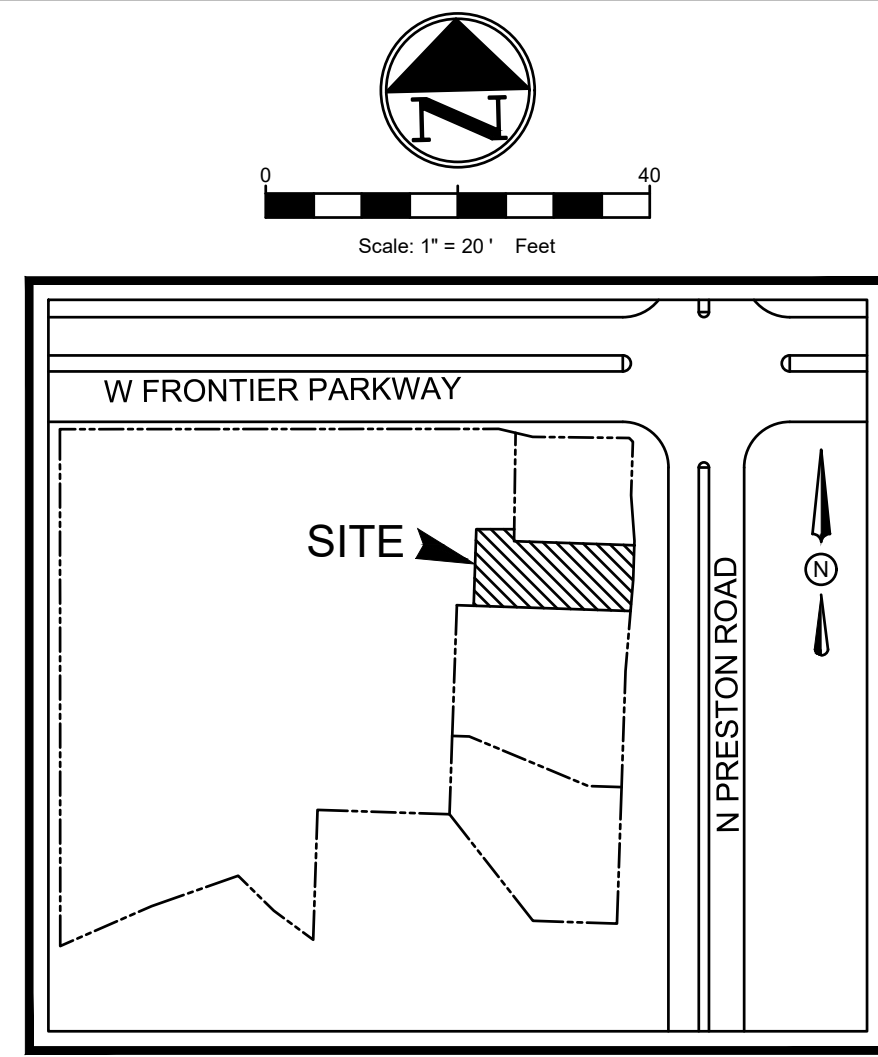 N
0 40
Scale: 1" = 20 ' Feet
W FRONTIER PARKWAY
SITE
N
N PRESTON ROAD